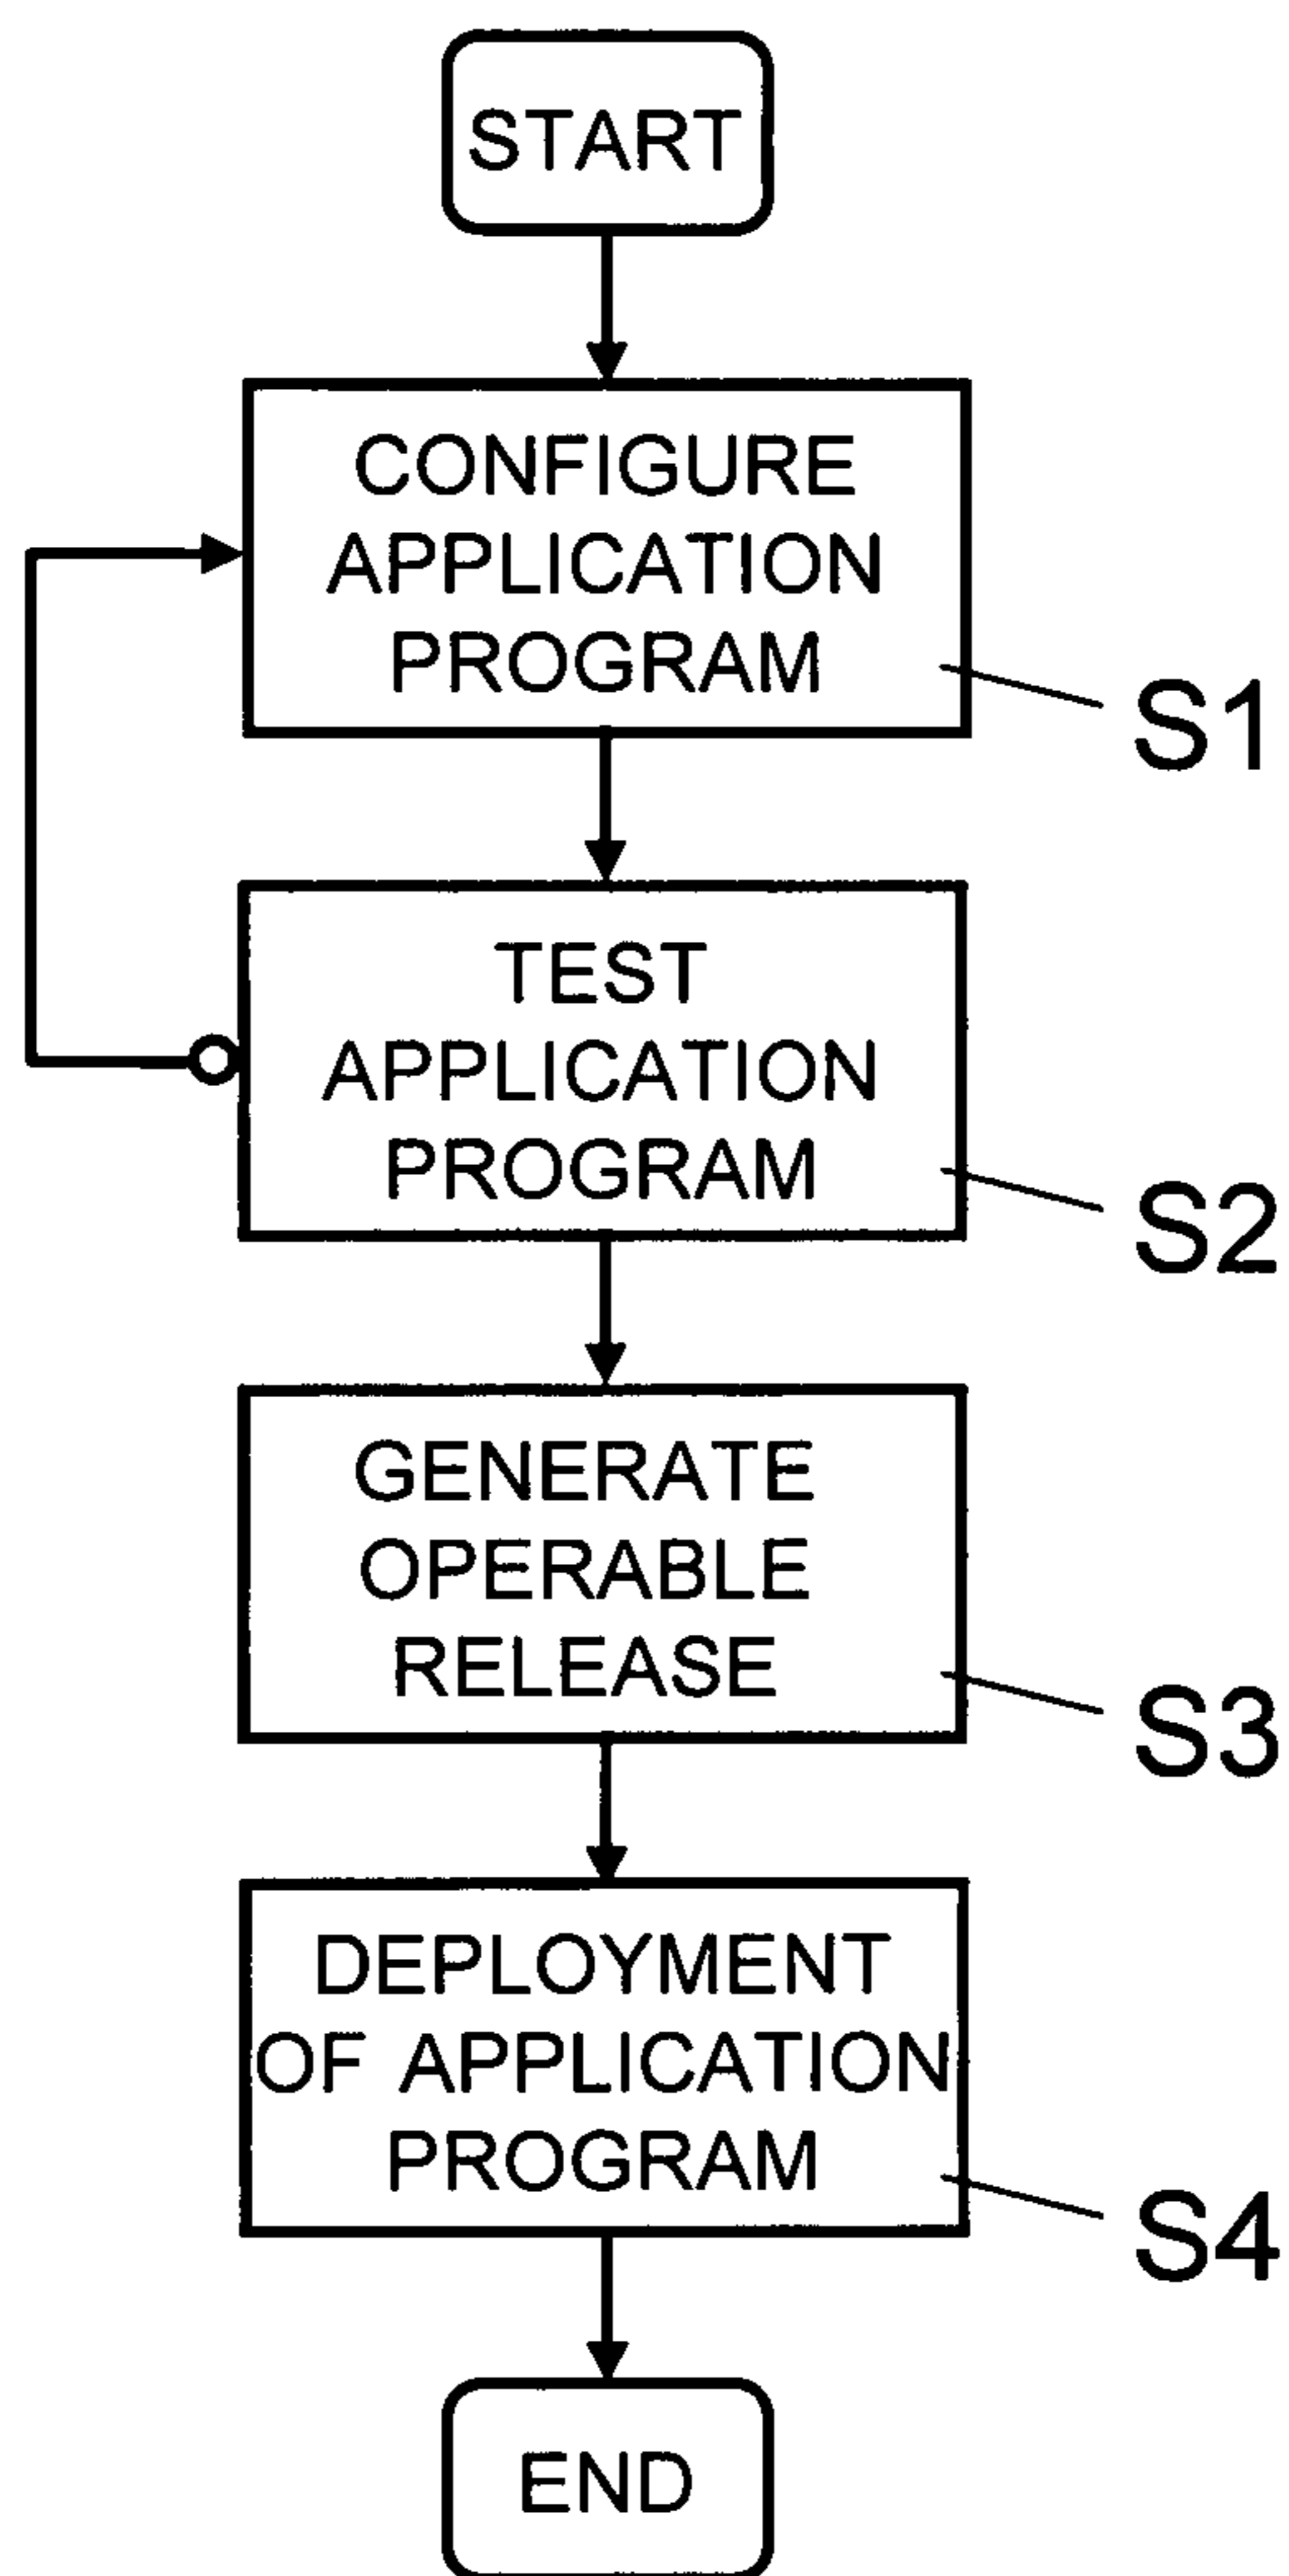 START
CONFIGURE
APPLICATION
PROGRAM
S1
TEST
APPLICATION
PROGRAM
S2
GENERATE
OPERABLE
RELEASE
S3
DEPLOYMENT
OF APPLICATION
PROGRAM
S4
END